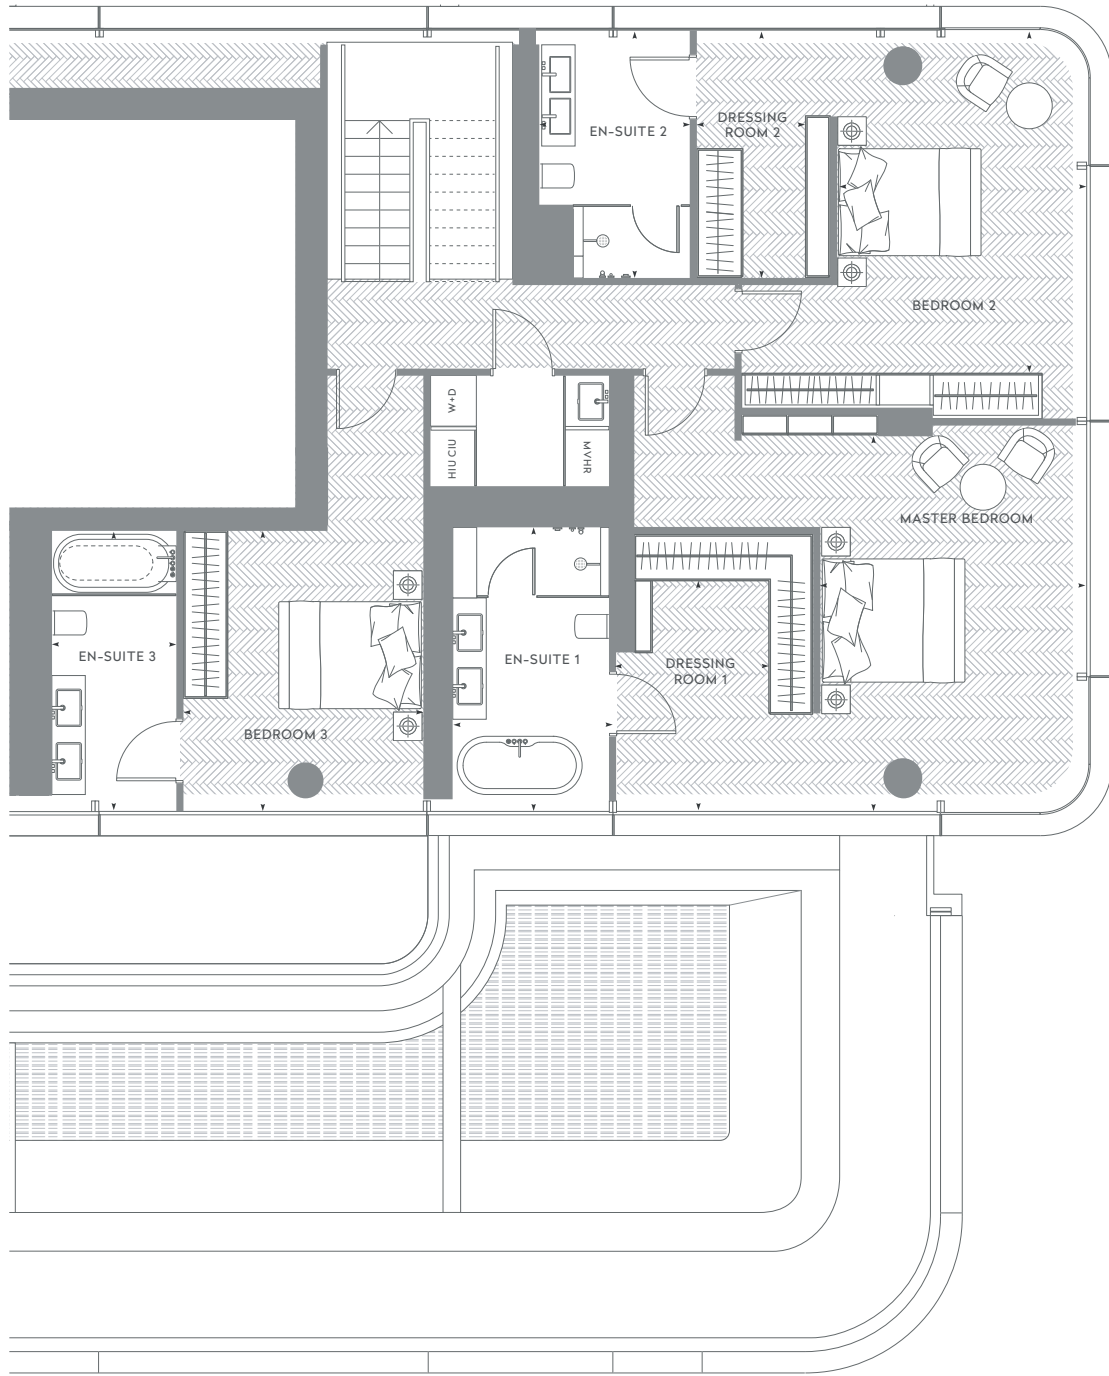 EN-SUITE 2
DRESSING
ROOM 2
BEDROOM 2
W+D
HIU CIU
MVHR
MASTER BEDROOM
EN-SUITE 3
EN-SUITE 1
DRESSING
ROOM 1
BEDROOM 3